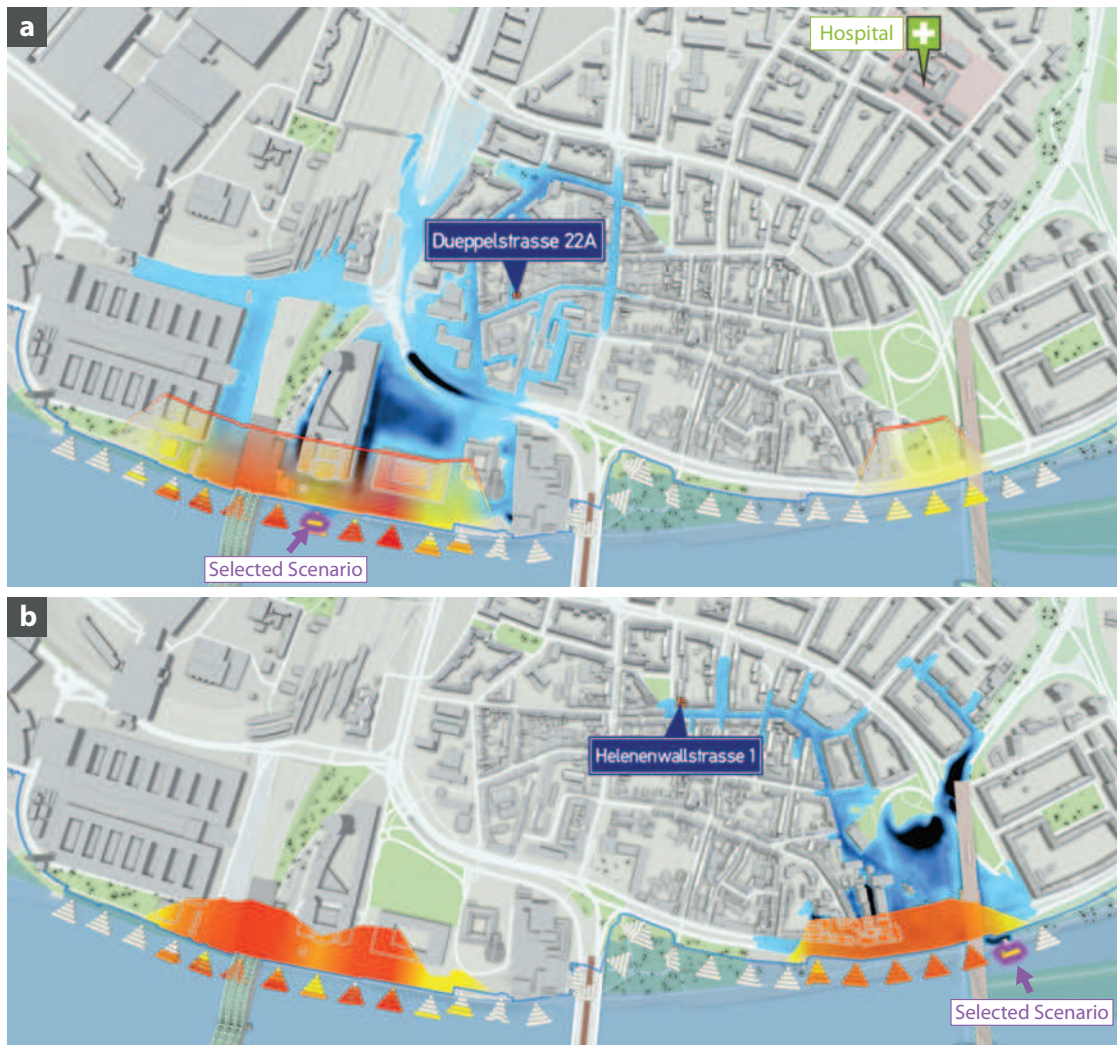 a
Hospital
Dueppelstrasse 22A
Selected Scenario
b
Helenenwallstrasse 1
Selected Scenario